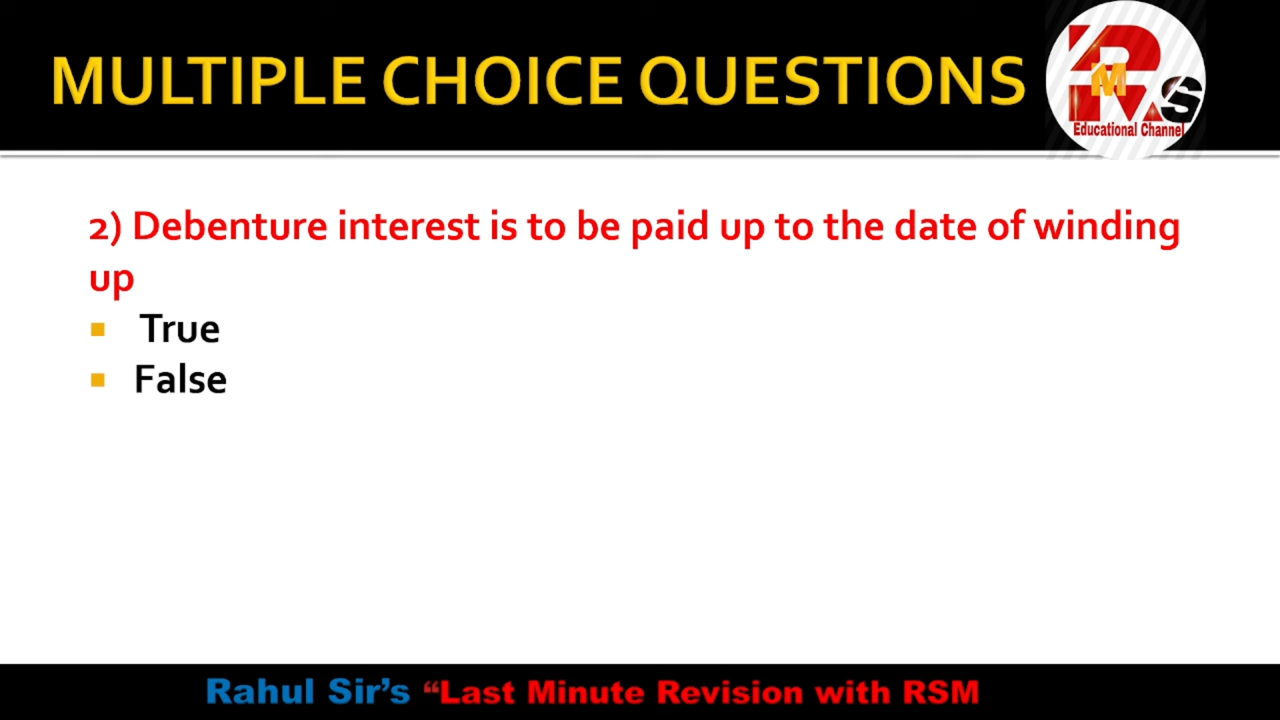 MULTIPLE CHOICE QUESTIONS
RMS
Educational Channel
2) Debenture interest is to be paid up to the date of winding
up
True
False
Rahul Sir's “Last Minute Revision with RSM